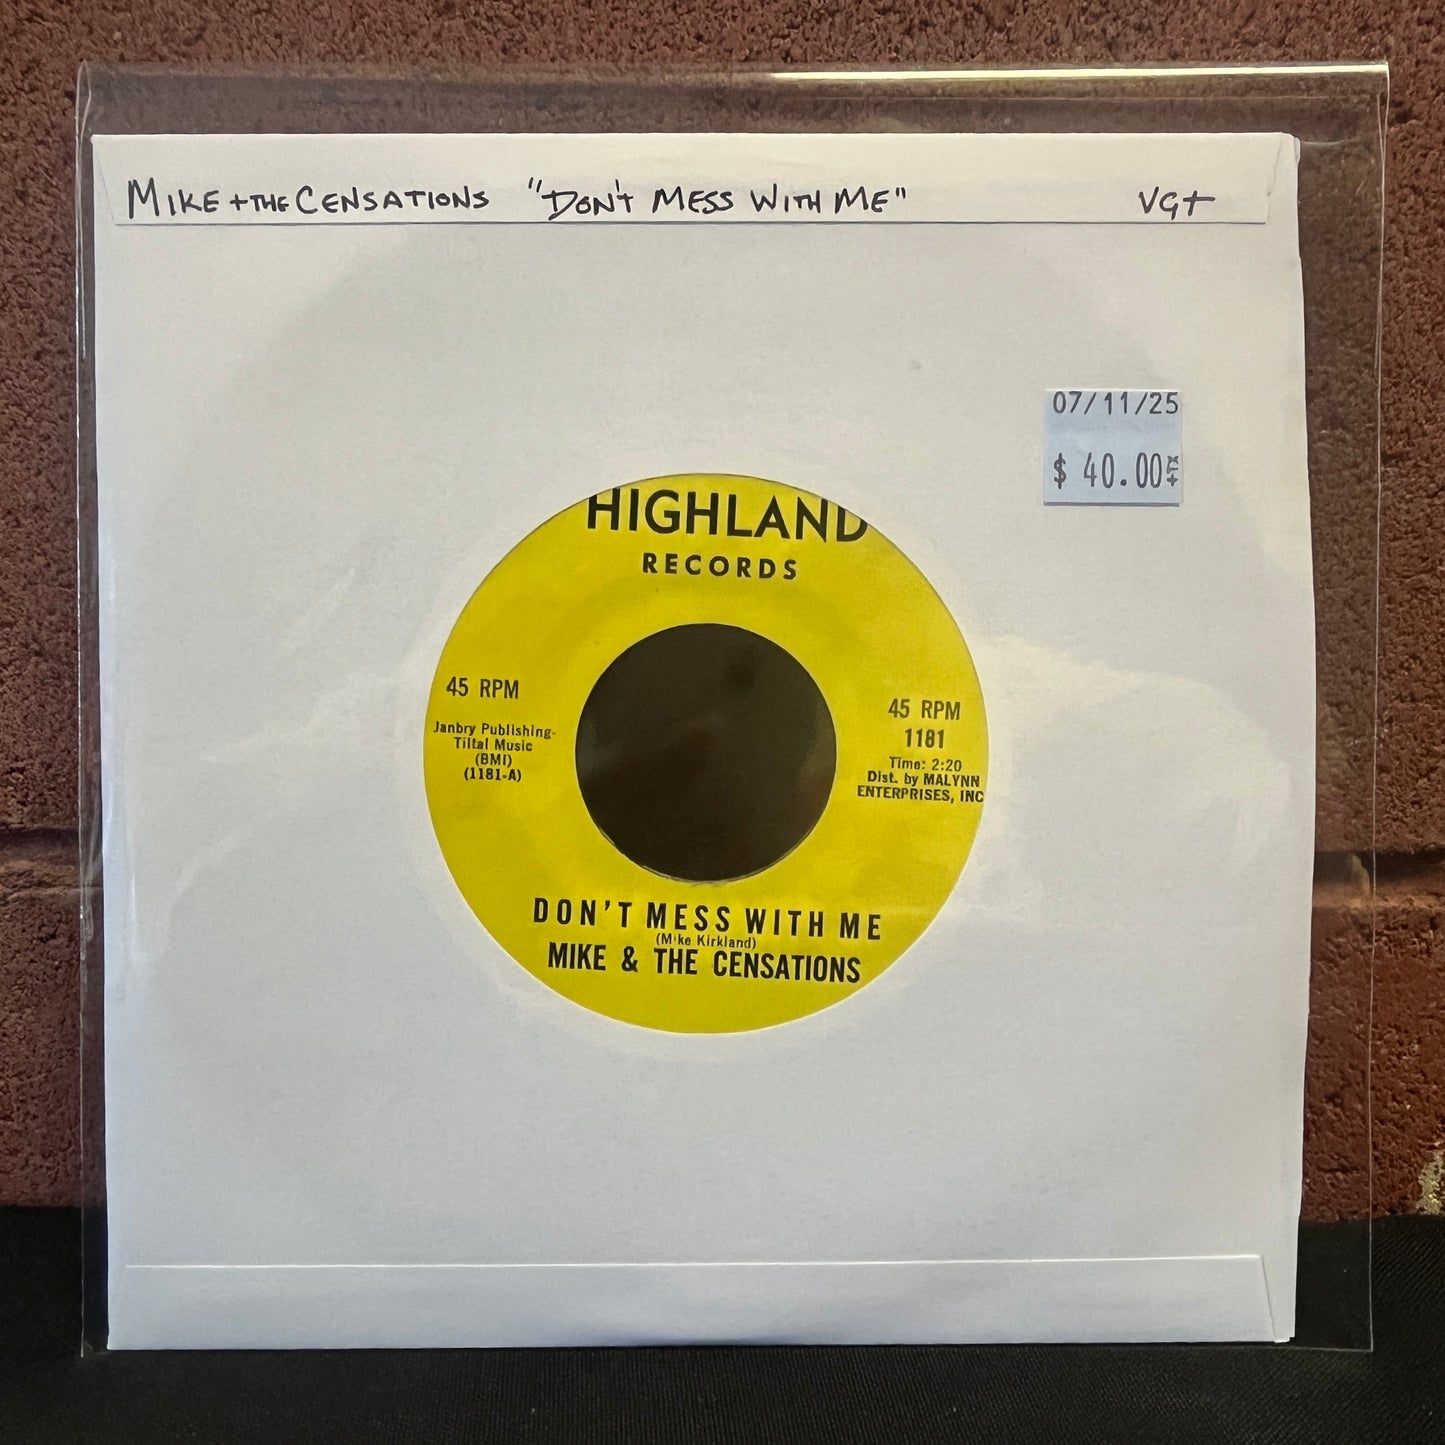 MIKE + THE CENSATIONS "DON'T MESS WITH ME" VG+
07/11/25
$ 40.00
HIGHLAND
RECORDS
45 RPM
Janbry Publishing-
Tiltal Music
(BMI)
(1181-A)
45 RPM
1181
Time: 2:20
Dist. by MALYNN
ENTERPRISES, INC
DON'T MESS WITH ME
(Mike Kirkland)
MIKE & THE CENSATIONS